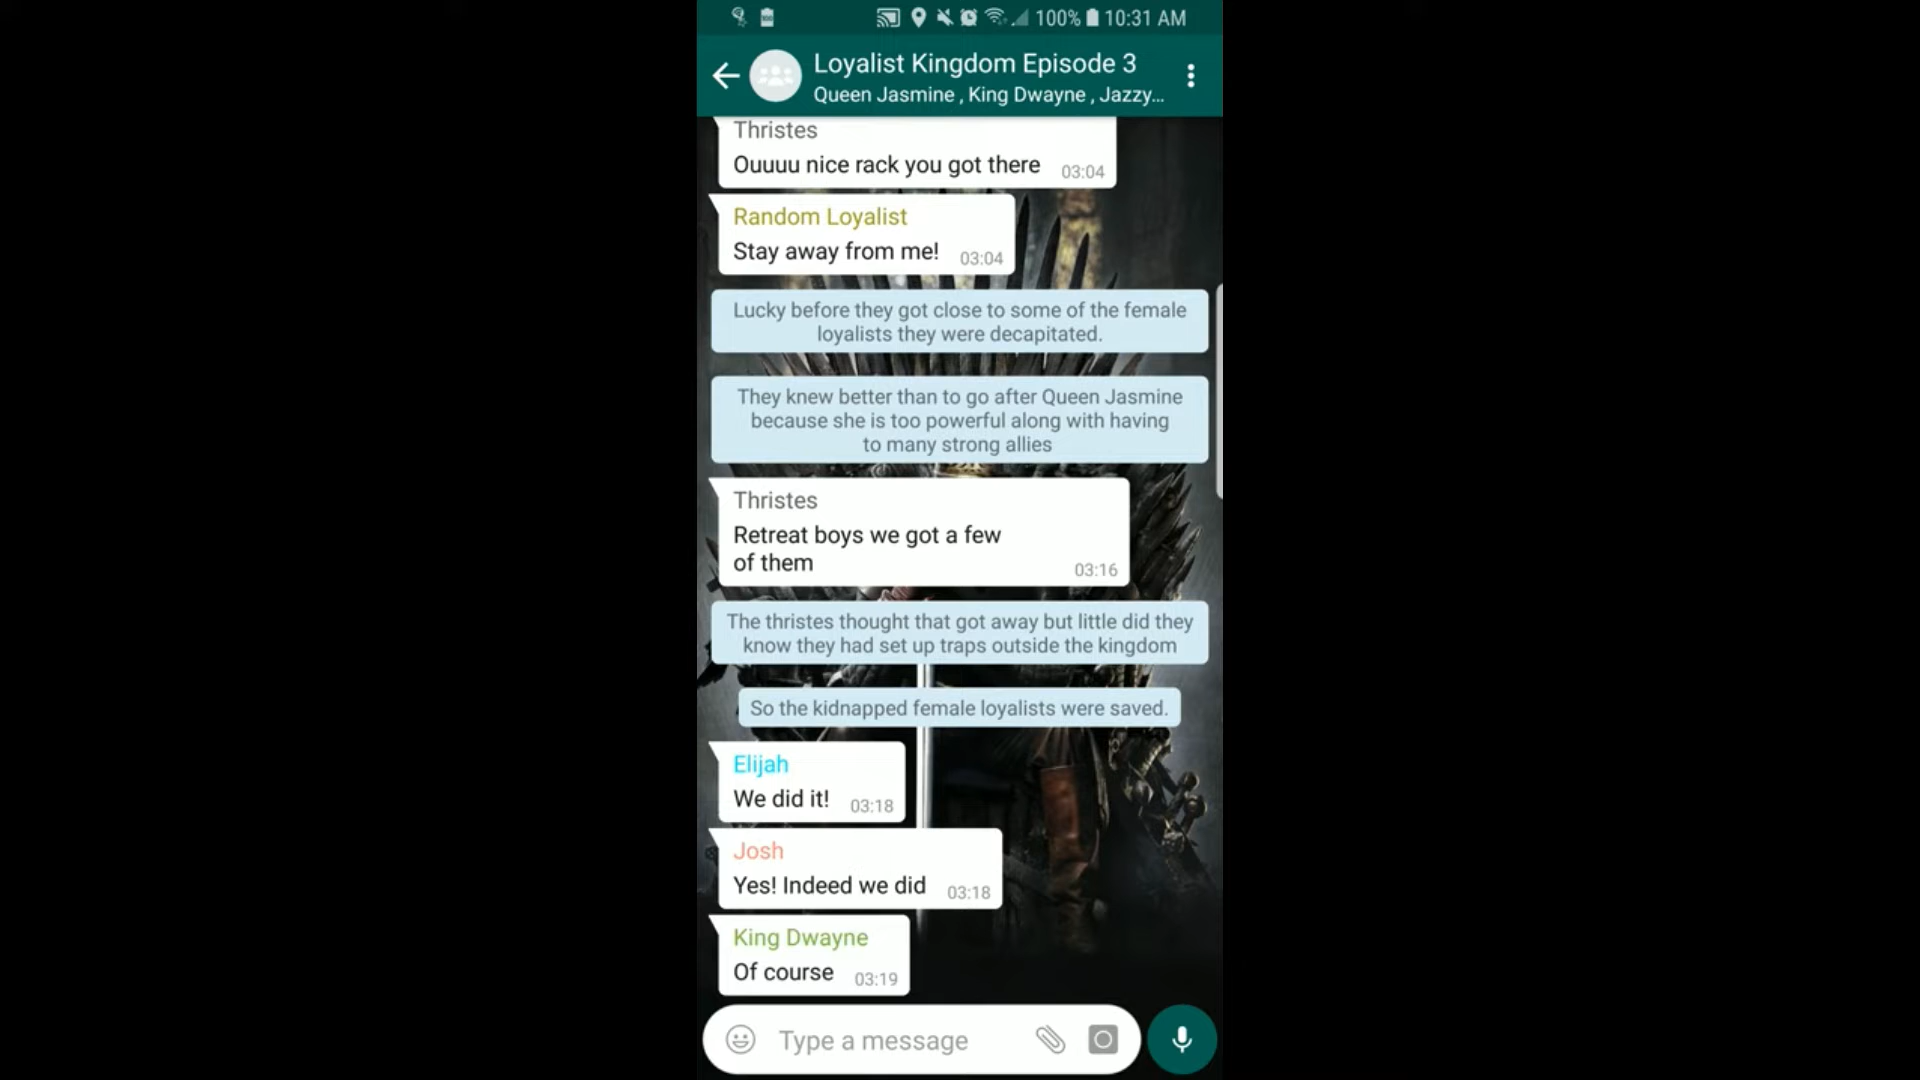 100% 10:31 AM
Loyalist Kingdom Episode 3
Queen Jasmine , King Dwayne , Jazzy...
Thristes
Ouuuu nice rack you got there 03:04
Random Loyalist
Stay away from me! 03:04
Lucky before they got close to some of the female
loyalists they were decapitated.
They knew better than to go after Queen Jasmine
because she is too powerful along with having
to many strong allies
Thristes
Retreat boys we got a few
of them 03:16
The thristes thought that got away but little did they
know they had set up traps outside the kingdom
So the kidnapped female loyalists were saved.
Elijah
We did it! 03:18
Josh
Yes! Indeed we did 03:18
King Dwayne
Of course 03:19
Type a message